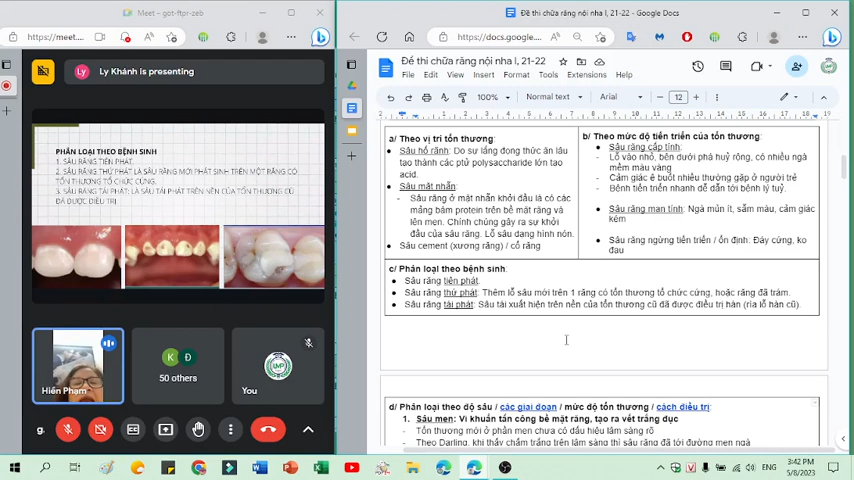 Meet – got-ftpr-zeb
https://meet....
Ly
Ly Khánh is presenting
PHÂN LOẠI THEO BỆNH SINH
1. SÂU RĂNG TIÊN PHÁT.
2. SÂU RĂNG THỨ PHÁT LÀ SÂU RĂNG MỚI PHÁT SINH TRÊN MỘT RĂNG CÓ
TỔN THƯƠNG TỔ CHỨC CỨNG.
3. SÂU RĂNG TÁI PHÁT: LÀ SÂU TÁI PHÁT TRÊN NỀN CỦA TỔN THƯƠNG CŨ
ĐÃ ĐƯỢC ĐIỀU TRỊ
Hiền Phạm
K Đ
50 others
You
g.
Đề thi chữa răng nội nha I, 21-22 - Google Docs
https://docs.google....
Đề thi chữa răng nội nha I, 21-22
File Edit View Insert Format Tools Extensions Help
100% Normal text Arial 12
a/ Theo vị trí tổn thương:
Sâu hố rãnh: Do sự lắng đọng thức ăn lâu
tạo thành các ptử polysaccharide lớn tạo
acid.
Sâu mặt nhẵn:
- Sâu răng ở mặt nhẵn khởi đầu là có các
mảng bám protein trên bề mặt răng và
lên men. Chính chúng gây ra sự khởi
đầu của sâu răng. Lỗ sâu dạng hình nón.
Sâu cement (xương răng) / cổ răng
b/ Theo mức độ tiến triển của tổn thương:
Sâu răng cấp tính:
- Lỗ vào nhỏ, bên dưới phá huỷ rộng, có nhiều ngà
mềm màu vàng
- Cảm giác ê buốt nhiều thường gặp ở người trẻ
- Bệnh tiến triển nhanh dễ dẫn tới bệnh lý tuỷ.
Sâu răng mạn tính: Ngà mủn ít, sẫm màu, cảm giác
kém
Sâu răng ngừng tiến triển / ổn định: Đáy cứng, ko
đau
c/ Phân loại theo bệnh sinh:
Sâu răng tiên phát.
Sâu răng thứ phát: Thêm lỗ sâu mới trên 1 răng có tổn thương tổ chức cứng, hoặc răng đã trám.
Sâu răng tái phát: Sâu tái xuất hiện trên nền của tổn thương cũ đã được điều trị hàn (rìa lỗ hàn cũ).
d/ Phân loại theo độ sâu / các giai đoạn / mức độ tổn thương / cách điều trị:
1. Sâu men: Vi khuẩn tấn công bề mặt răng, tạo ra vết trắng đục
- Tổn thương mới ở phần men chưa có dấu hiệu lâm sàng rõ
- Theo Darling, khi thấy chấm trắng trên lâm sàng thì sâu răng đã tới đường men ngà
ENG
3:42 PM
5/8/2023